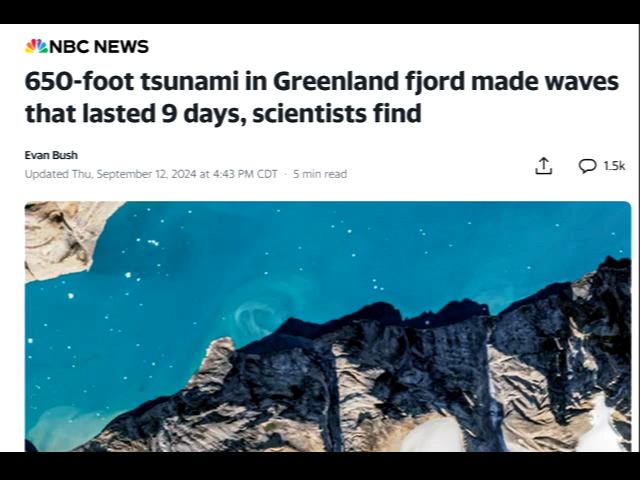 NBC NEWS
650-foot tsunami in Greenland fjord made waves
that lasted 9 days, scientists find
Evan Bush
Updated Thu, September 12, 2024 at 4:43 PM CDT · 5 min read
1.5k